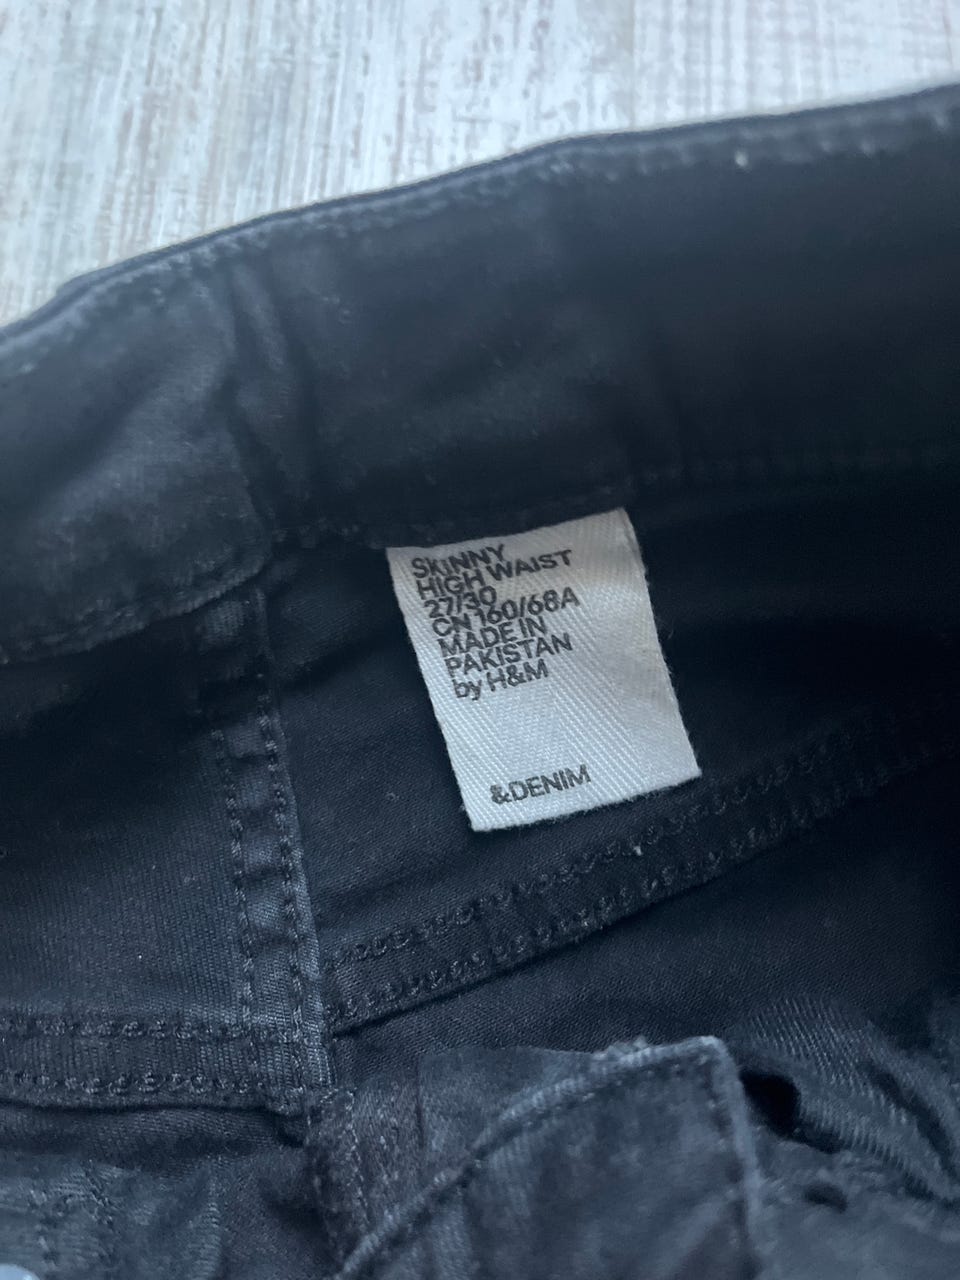 SKINNY
HIGH WAIST
27/30
CN 160/68A
MADE IN
PAKISTAN
by H&M
&DENIM